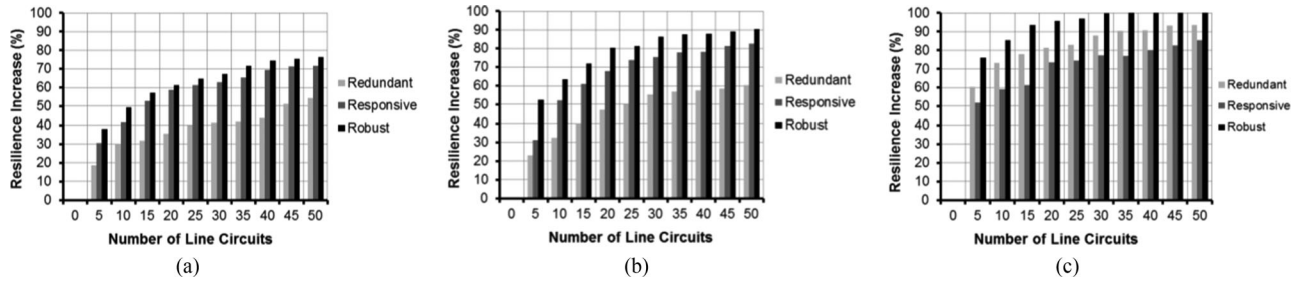 Resilience Increase (%)
100
90
80
70
60
50
40
30
20
10
0
0 5 10 15 20 25 30 35 40 45 50
Number of Line Circuits
Redundant
Responsive
Robust
(a)
Resilience Increase (%)
100
90
80
70
60
50
40
30
20
10
0
0 5 10 15 20 25 30 35 40 45 50
Number of Line Circuits
Redundant
Responsive
Robust
(b)
Resilience Increase (%)
100
90
80
70
60
50
40
30
20
10
0
0 5 10 15 20 25 30 35 40 45 50
Number of Line Circuits
Redundant
Responsive
Robust
(c)